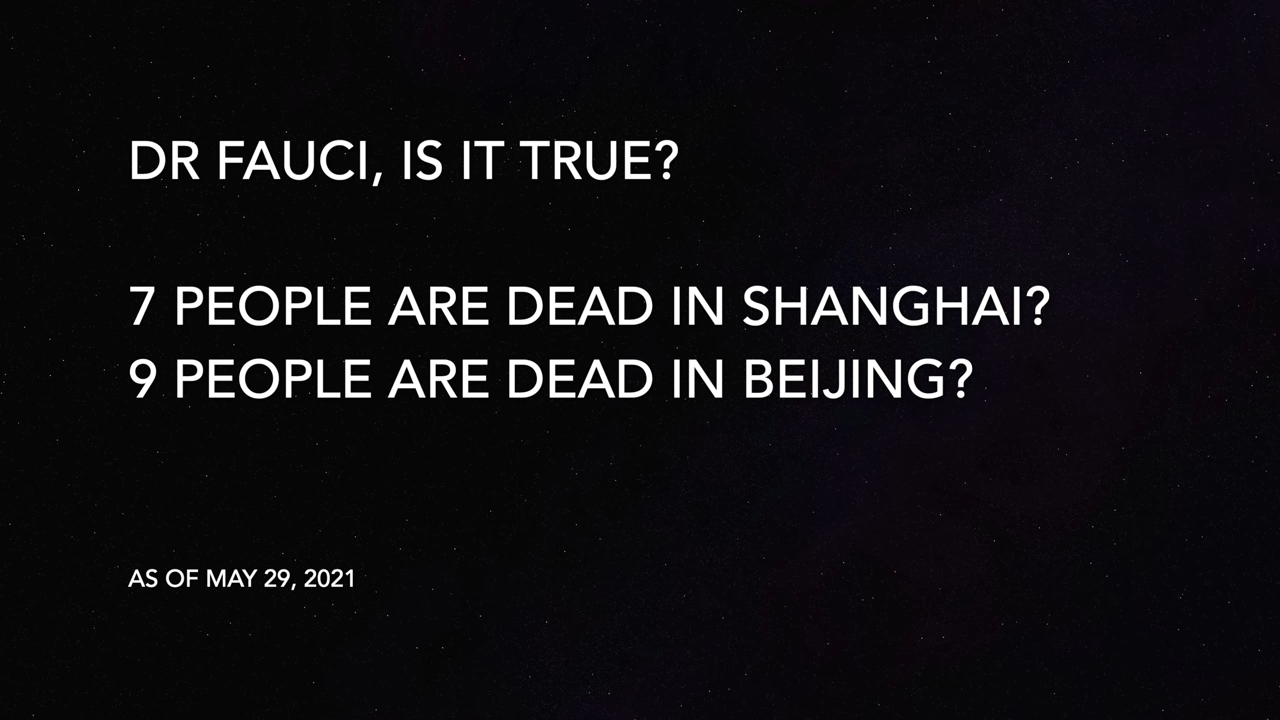 DR FAUCI, IS IT TRUE?
7 PEOPLE ARE DEAD IN SHANGHAI?
9 PEOPLE ARE DEAD IN BEIJING?
AS OF MAY 29, 2021